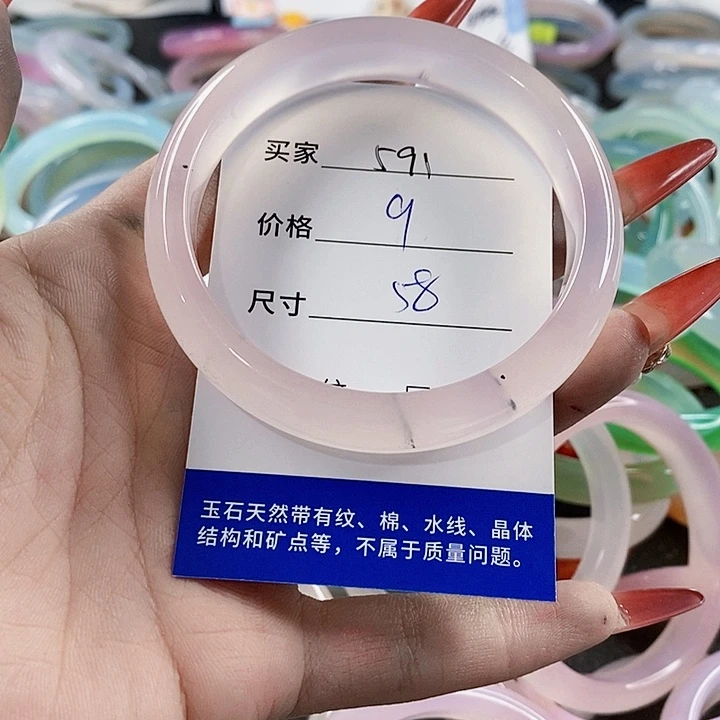 买家 591
价格 9
尺寸 58
玉石天然带有纹、棉、水线、晶体
结构和矿点等，不属于质量问题。